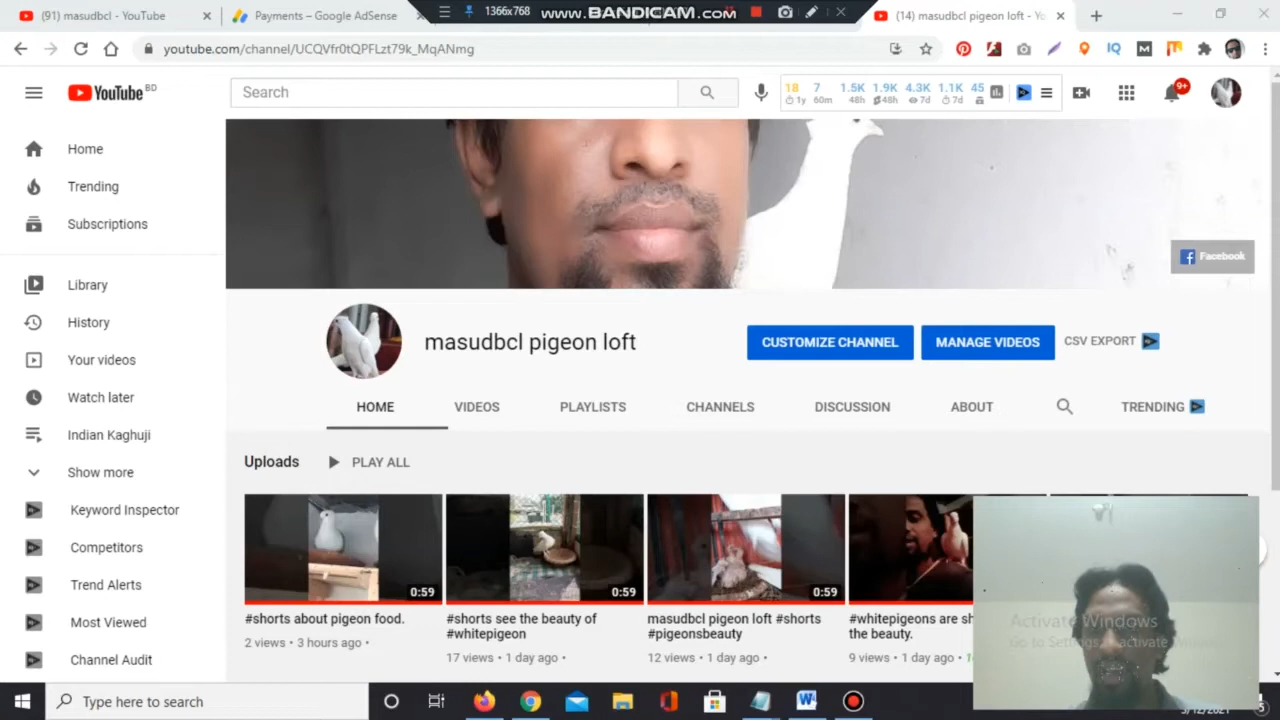 (91) masudbcl - YouTube
Payments – Google AdSense
1366x768
www.BANDICAM.com
(14) masudbcl pigeon loft - Yo
youtube.com/channel/UCQVfr0tQPFLzt79k_MqANmg
YouTube BD
Search
18 7 1.5K 1.9K 4.3K 1.1K 45
1y 60m 48h 48h 7d 7d
9+
Home
Trending
Subscriptions
Library
History
Your videos
Watch later
Indian Kaghuji
Show more
Keyword Inspector
Competitors
Trend Alerts
Most Viewed
Channel Audit
Facebook
masudbcl pigeon loft
CUSTOMIZE CHANNEL
MANAGE VIDEOS
CSV EXPORT
HOME
VIDEOS
PLAYLISTS
CHANNELS
DISCUSSION
ABOUT
TRENDING
Uploads
PLAY ALL
0:59
0:59
0:59
#shorts about pigeon food.
2 views • 3 hours ago •
#shorts see the beauty of
#whitepigeon
17 views • 1 day ago •
masudbcl pigeon loft #shorts
#pigeonsbeauty
12 views • 1 day ago •
#whitepigeons are sh
the beauty.
9 views • 1 day ago •
Activate Windows
Go to Settings
Type here to search